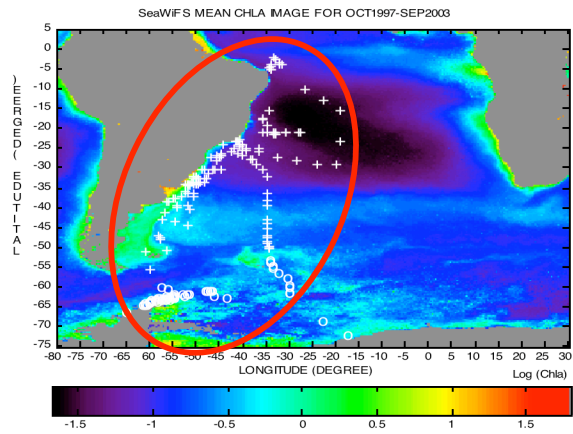 SeaWiFS MEAN CHLA IMAGE FOR OCT1997-SEP2003
5
0
-5
-10
-15
-20
-25
-30
-35
-40
-45
-50
-55
-60
-65
-70
-75
LATITUDE (DEGREE)
-80 -75 -70 -65 -60 -55 -50 -45 -40 -35 -30 -25 -20 -15 -10 -5 0 5 10 15 20 25 30
LONGITUDE (DEGREE)
Log (Chla)
-1.5 -1 -0.5 0 0.5 1 1.5